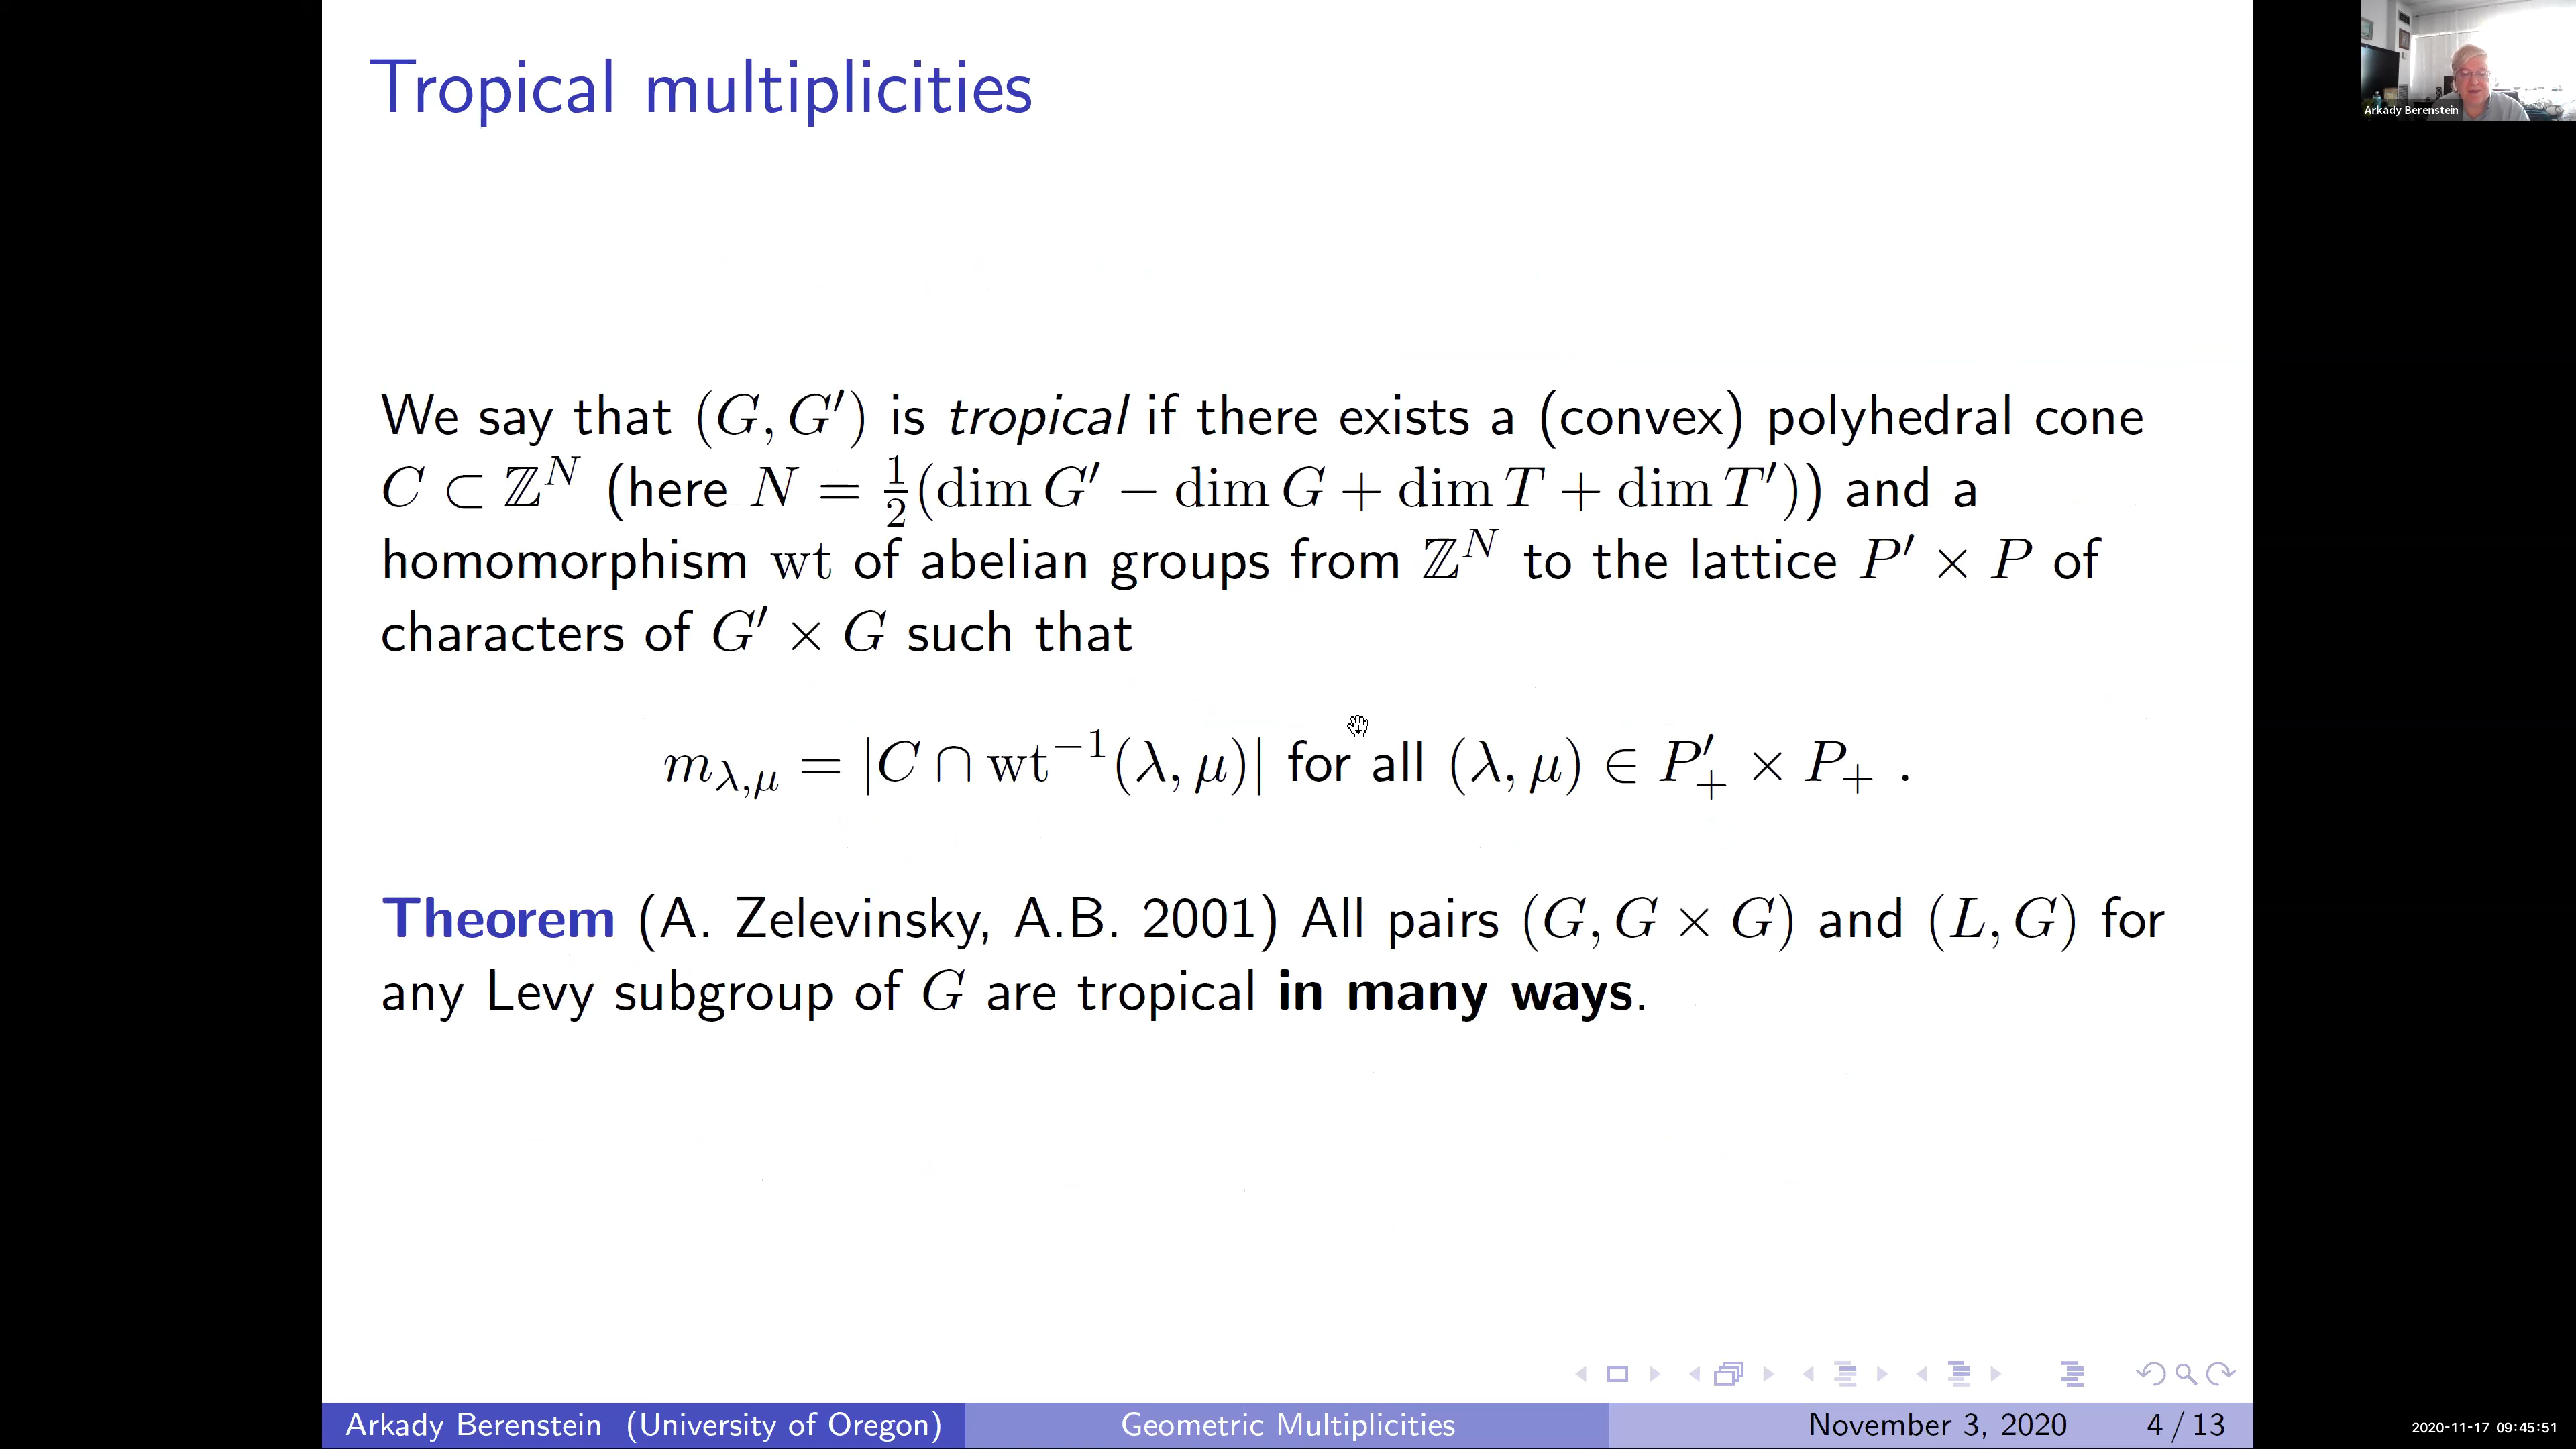 Tropical multiplicities
Arkady Berenstein
We say that (G, G′) is tropical if there exists a (convex) polyhedral cone
C ⊂ ℤ^N (here N = 1/2(dim G′ − dim G + dim T + dim T′)) and a
homomorphism wt of abelian groups from ℤ^N to the lattice P′ × P of
characters of G′ × G such that
m_{λ,μ} = |C ∩ wt^{−1}(λ, μ)| for all (λ, μ) ∈ P′_+ × P_+ .
Theorem (A. Zelevinsky, A.B. 2001) All pairs (G, G × G) and (L, G) for
any Levy subgroup of G are tropical in many ways.
Arkady Berenstein (University of Oregon) Geometric Multiplicities November 3, 2020 4 / 13
2020-11-17 09:45:51